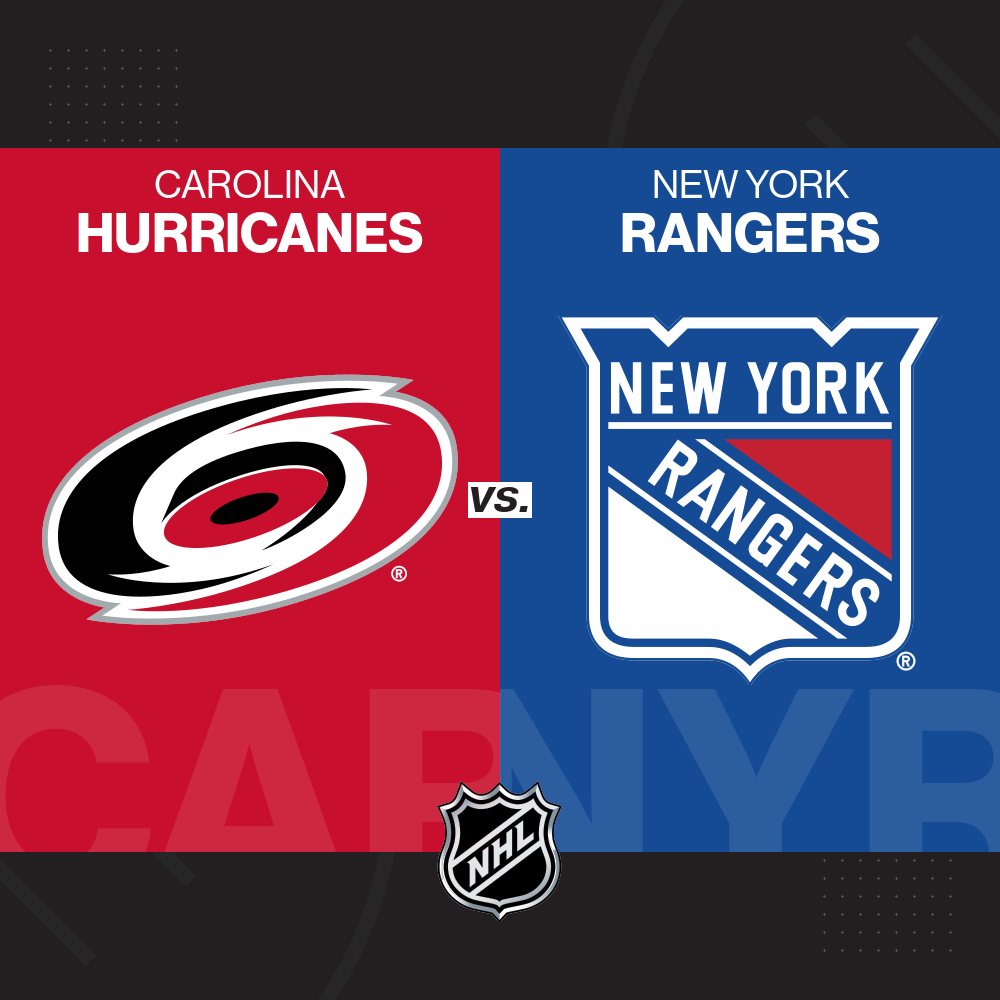 CAROLINA
HURRICANES
NEW YORK
RANGERS
NEW YORK
RANGERS
vs.
®
®
CAR
NYR
NHL